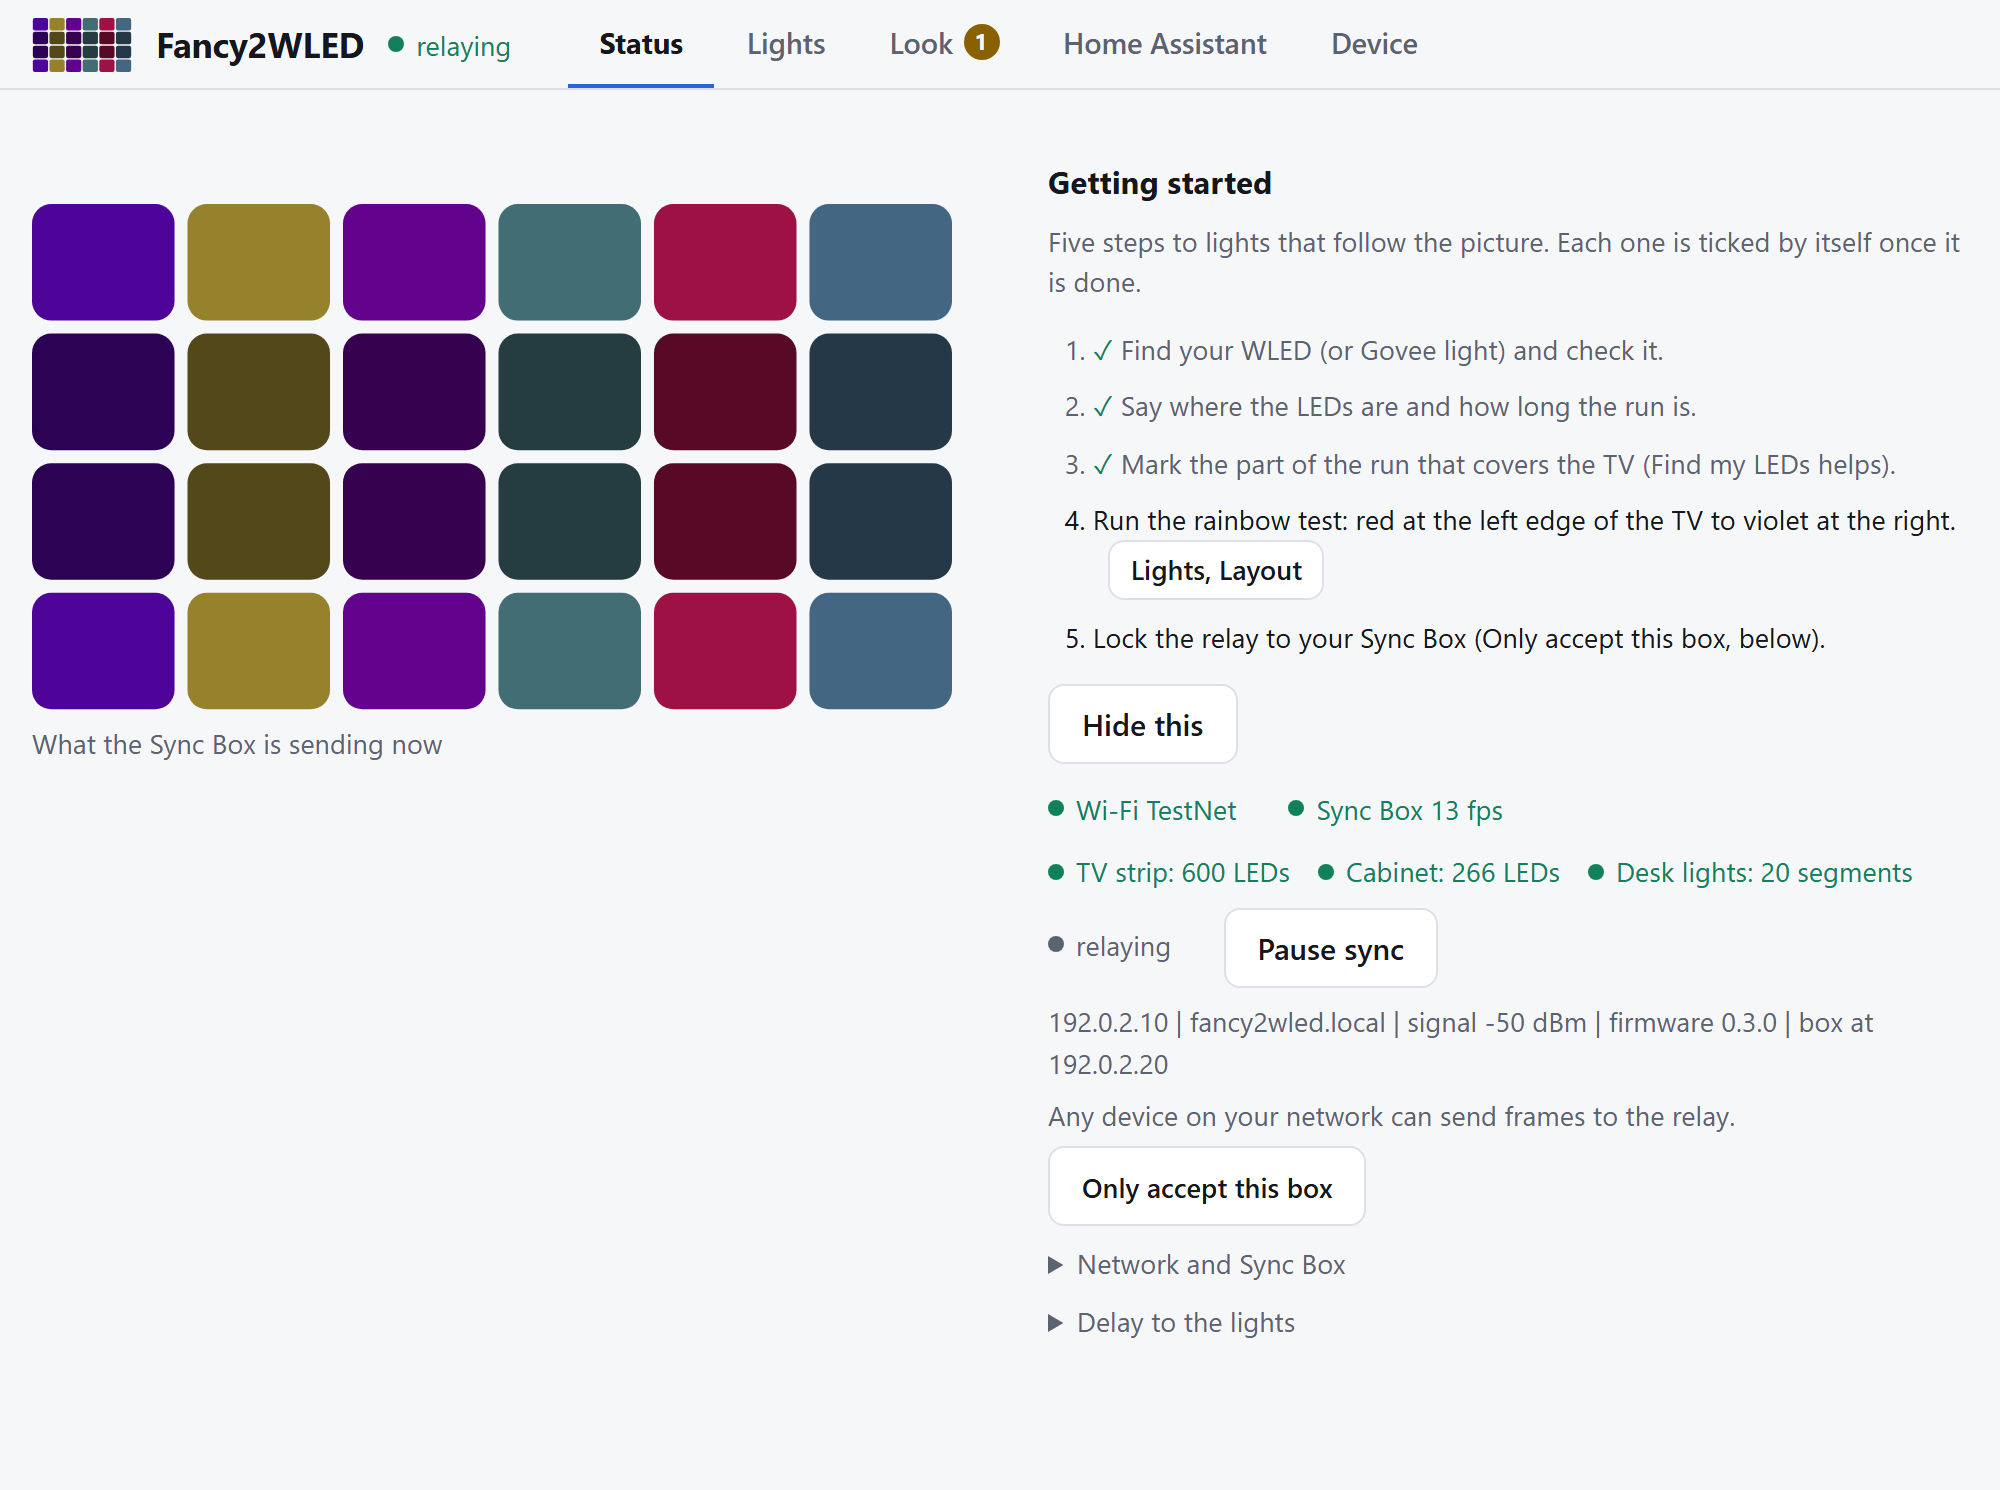 Fancy2WLED
relaying
Status
Lights
Look 1
Home Assistant
Device
What the Sync Box is sending now
Getting started
Five steps to lights that follow the picture. Each one is ticked by itself once it
is done.
1. ✓ Find your WLED (or Govee light) and check it.
2. ✓ Say where the LEDs are and how long the run is.
3. ✓ Mark the part of the run that covers the TV (Find my LEDs helps).
4. Run the rainbow test: red at the left edge of the TV to violet at the right.
Lights, Layout
5. Lock the relay to your Sync Box (Only accept this box, below).
Hide this
Wi-Fi TestNet
Sync Box 13 fps
TV strip: 600 LEDs
Cabinet: 266 LEDs
Desk lights: 20 segments
relaying
Pause sync
192.0.2.10 | fancy2wled.local | signal -50 dBm | firmware 0.3.0 | box at
192.0.2.20
Any device on your network can send frames to the relay.
Only accept this box
Network and Sync Box
Delay to the lights